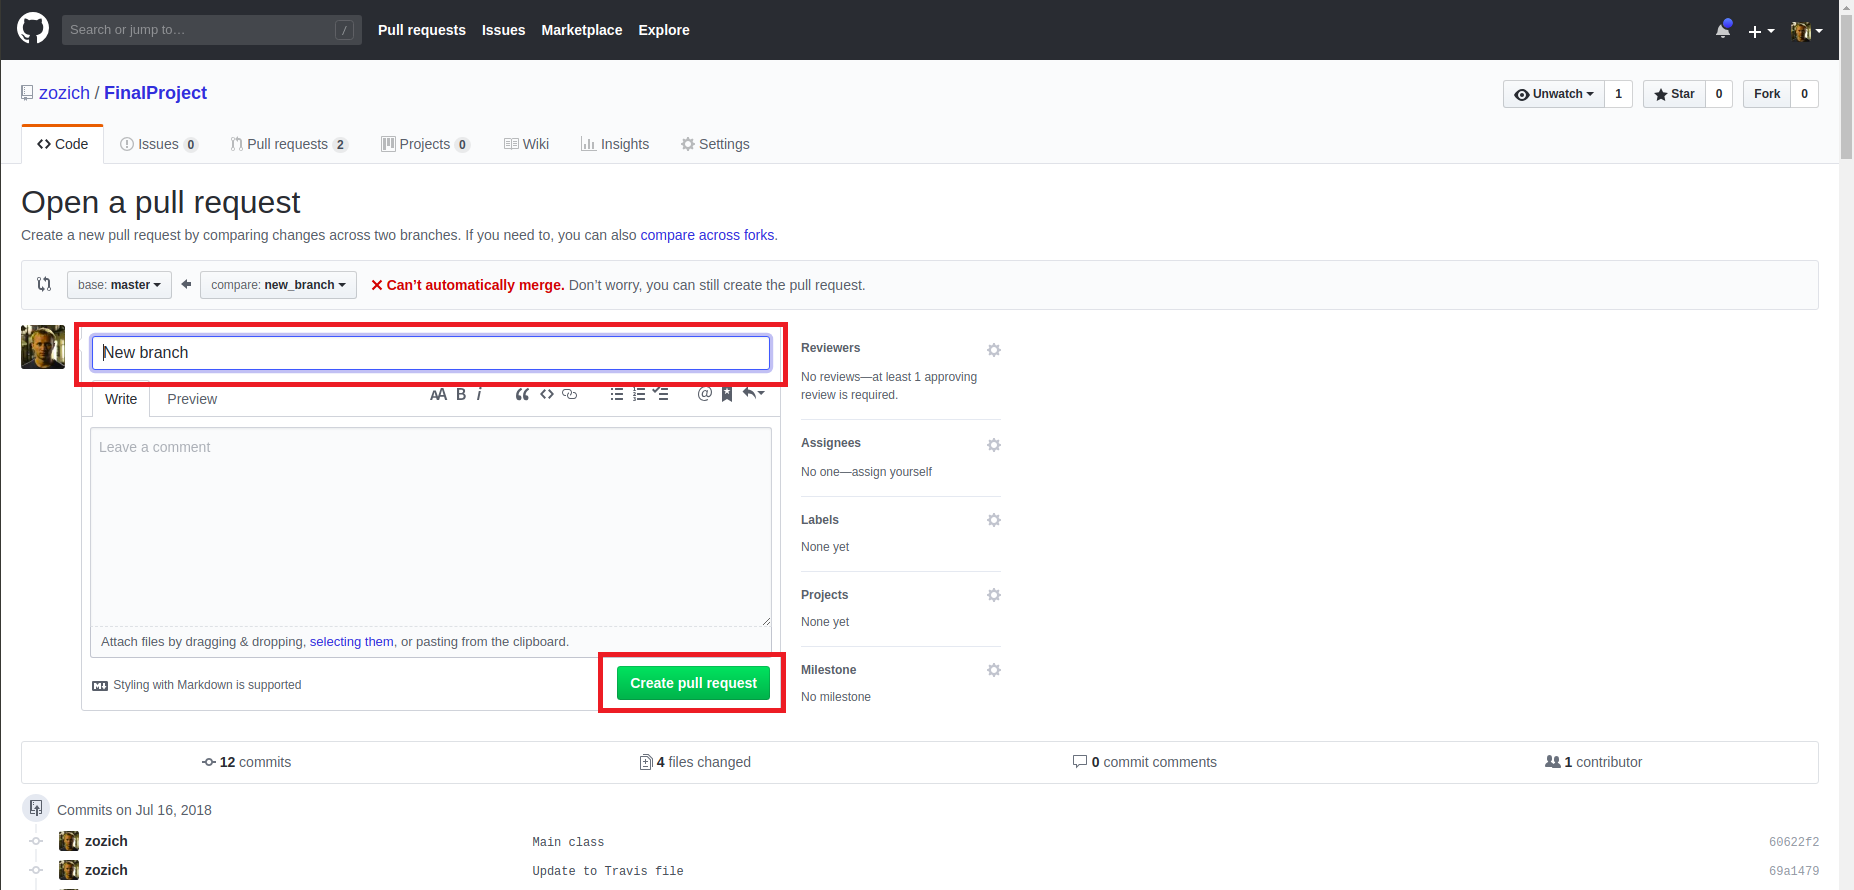 Search or jump to… /
Pull requests Issues Marketplace Explore
zozich / FinalProject
Unwatch 1 Star 0 Fork 0
Code Issues 0 Pull requests 2 Projects 0 Wiki Insights Settings
Open a pull request
Create a new pull request by comparing changes across two branches. If you need to, you can also compare across forks.
base: master compare: new_branch Can’t automatically merge. Don’t worry, you can still create the pull request.
New branch
Write Preview AA B i @
Leave a comment
Attach files by dragging & dropping, selecting them, or pasting from the clipboard.
Styling with Markdown is supported
Create pull request
Reviewers
No reviews—at least 1 approving
review is required.
Assignees
No one—assign yourself
Labels
None yet
Projects
None yet
Milestone
No milestone
12 commits 4 files changed 0 commit comments 1 contributor
Commits on Jul 16, 2018
zozich Main class 60622f2
zozich Update to Travis file 69a1479